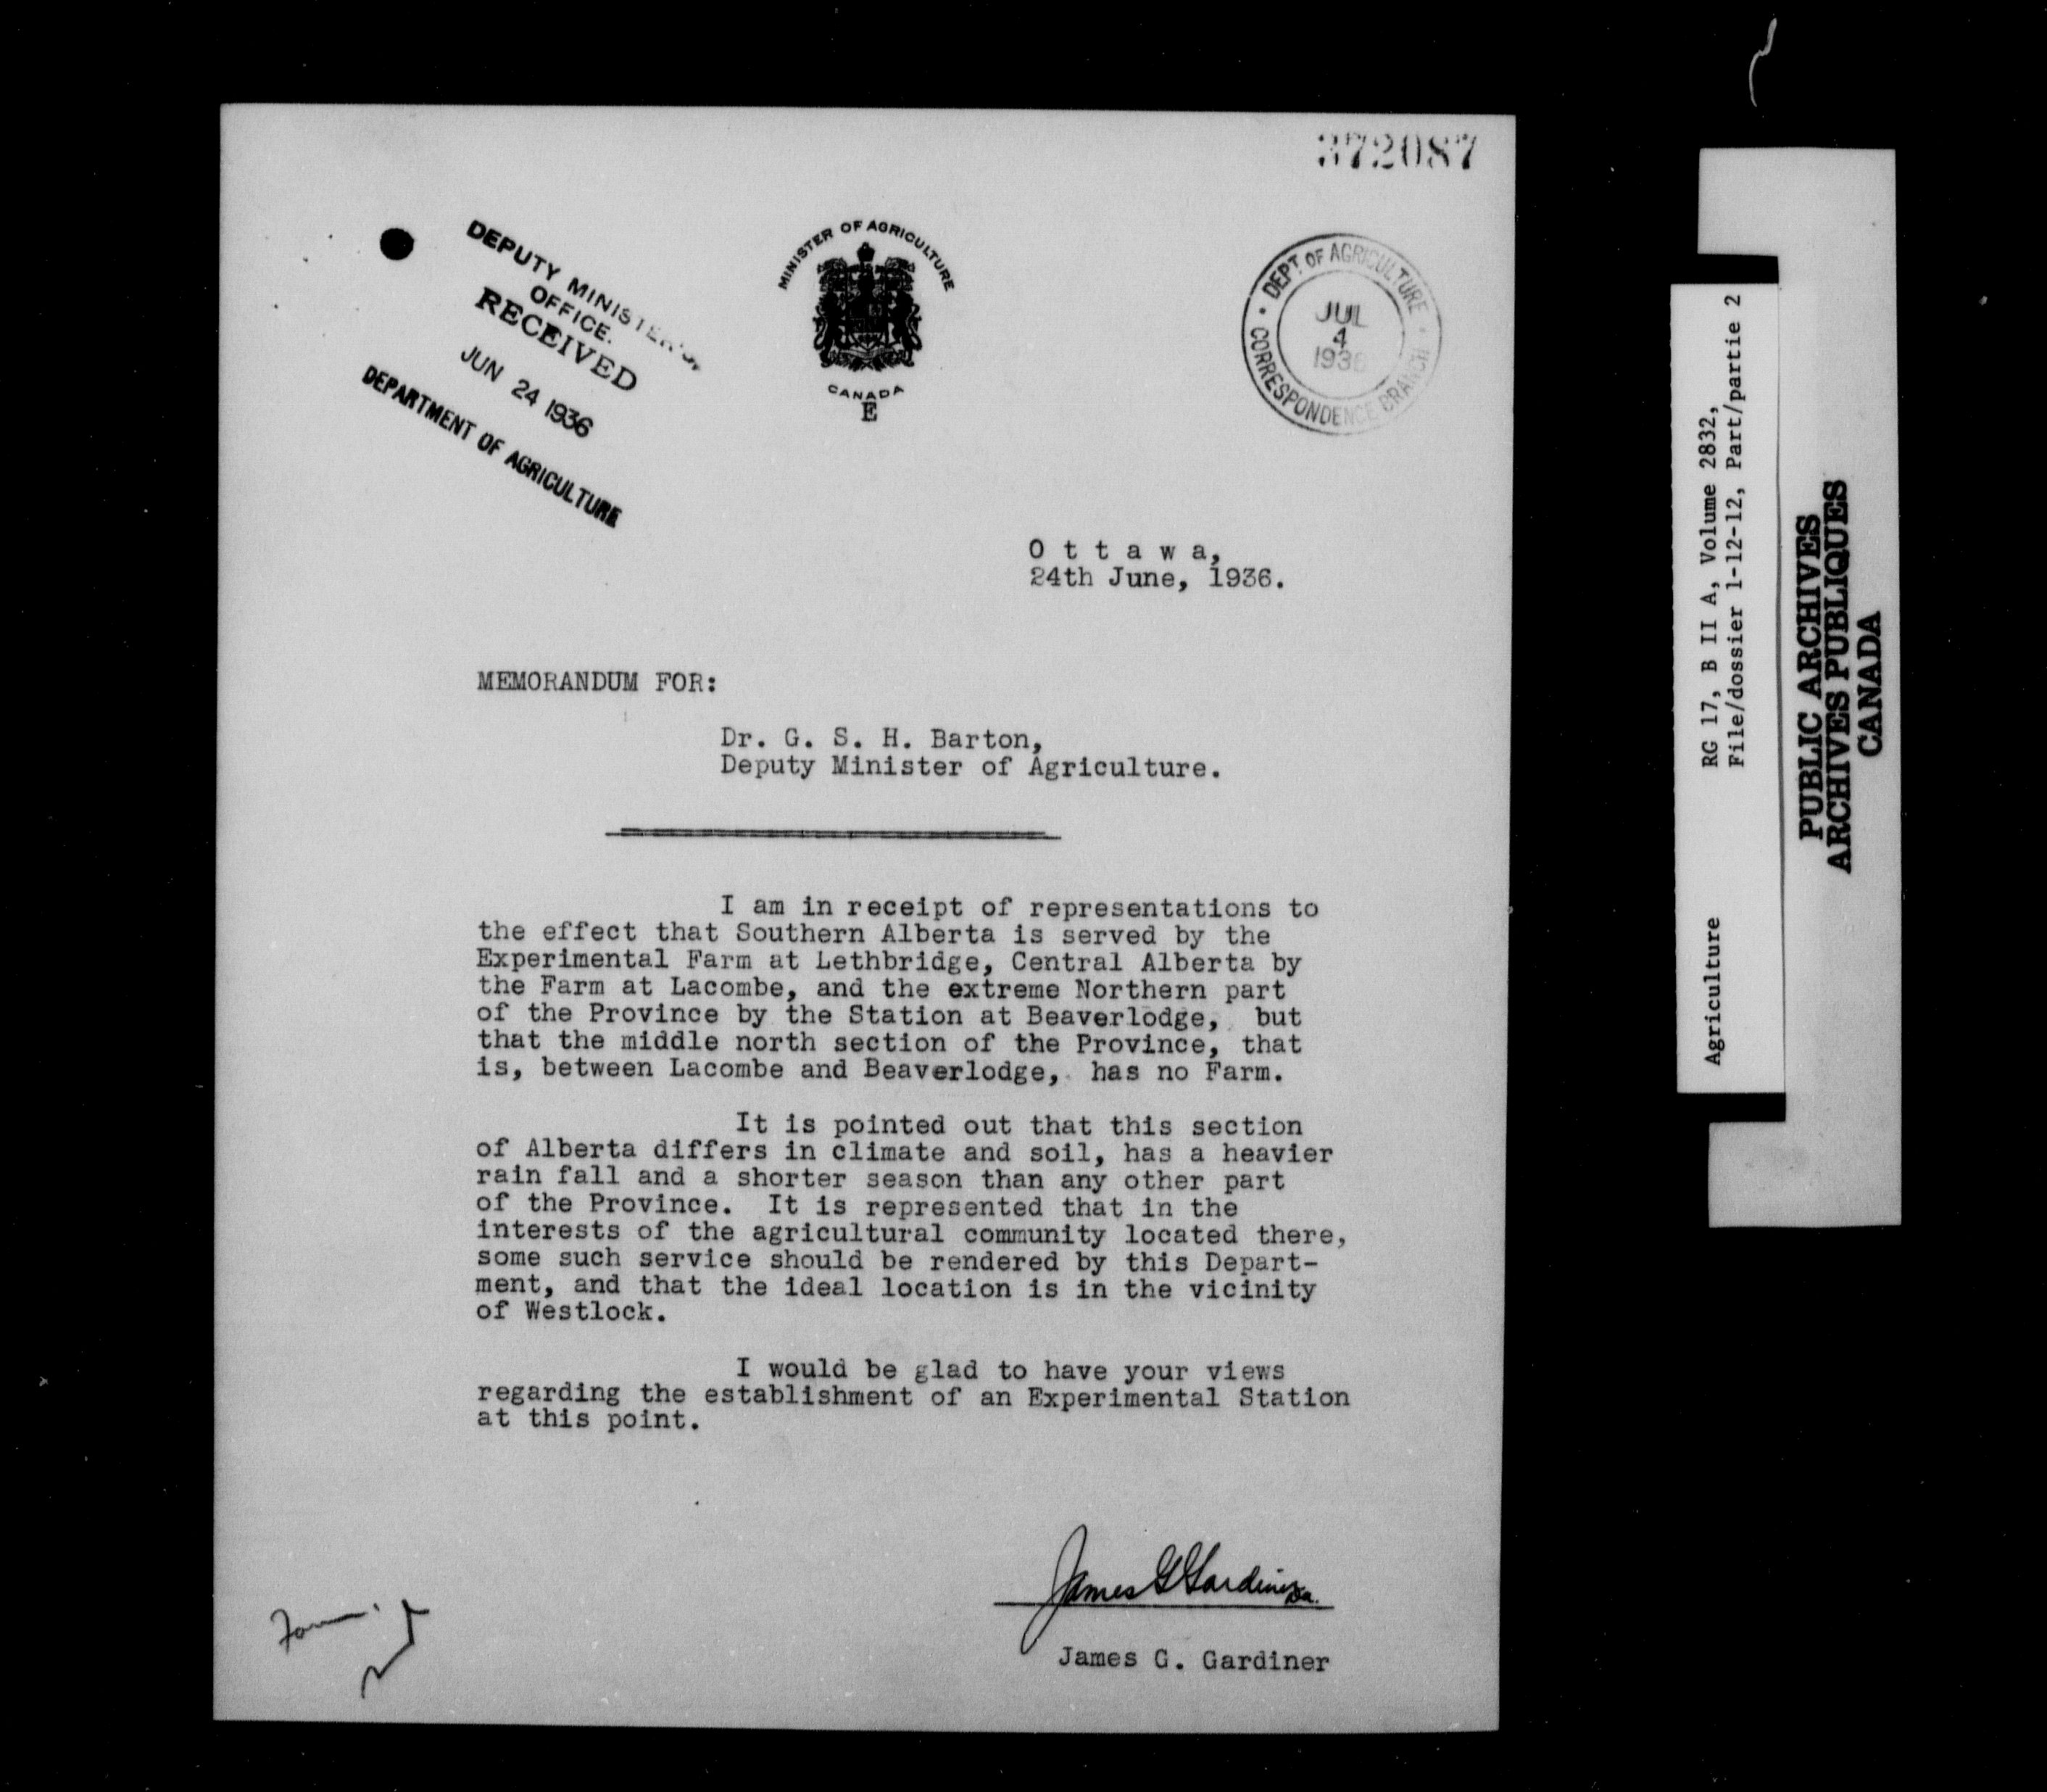 372087
DEPUTY MINISTER'S
OFFICE.
RECEIVED
JUN 24 1936
DEPARTMENT OF AGRICULTURE
MINISTER OF AGRICULTURE
CANADA
E
DEPT OF AGRICULTURE
JUL
4
1936
CORRESPONDENCE BRANCH
O t t a w a,
24th June, 1936.
MEMORANDUM FOR:
Dr. G. S. H. Barton,
Deputy Minister of Agriculture.
I am in receipt of representations to
the effect that Southern Alberta is served by the
Experimental Farm at Lethbridge, Central Alberta by
the Farm at Lacombe, and the extreme Northern part
of the Province by the Station at Beaverlodge, but
that the middle north section of the Province, that
is, between Lacombe and Beaverlodge, has no Farm.
It is pointed out that this section
of Alberta differs in climate and soil, has a heavier
rain fall and a shorter season than any other part
of the Province. It is represented that in the
interests of the agricultural community located there,
some such service should be rendered by this Depart-
ment, and that the ideal location is in the vicinity
of Westlock.
I would be glad to have your views
regarding the establishment of an Experimental Station
at this point.
James G Gardiner
James G. Gardiner
Agriculture RG 17, B II A, Volume 2832,
File/dossier 1-12-12, Part/partie 2
PUBLIC ARCHIVES
ARCHIVES PUBLIQUES
CANADA